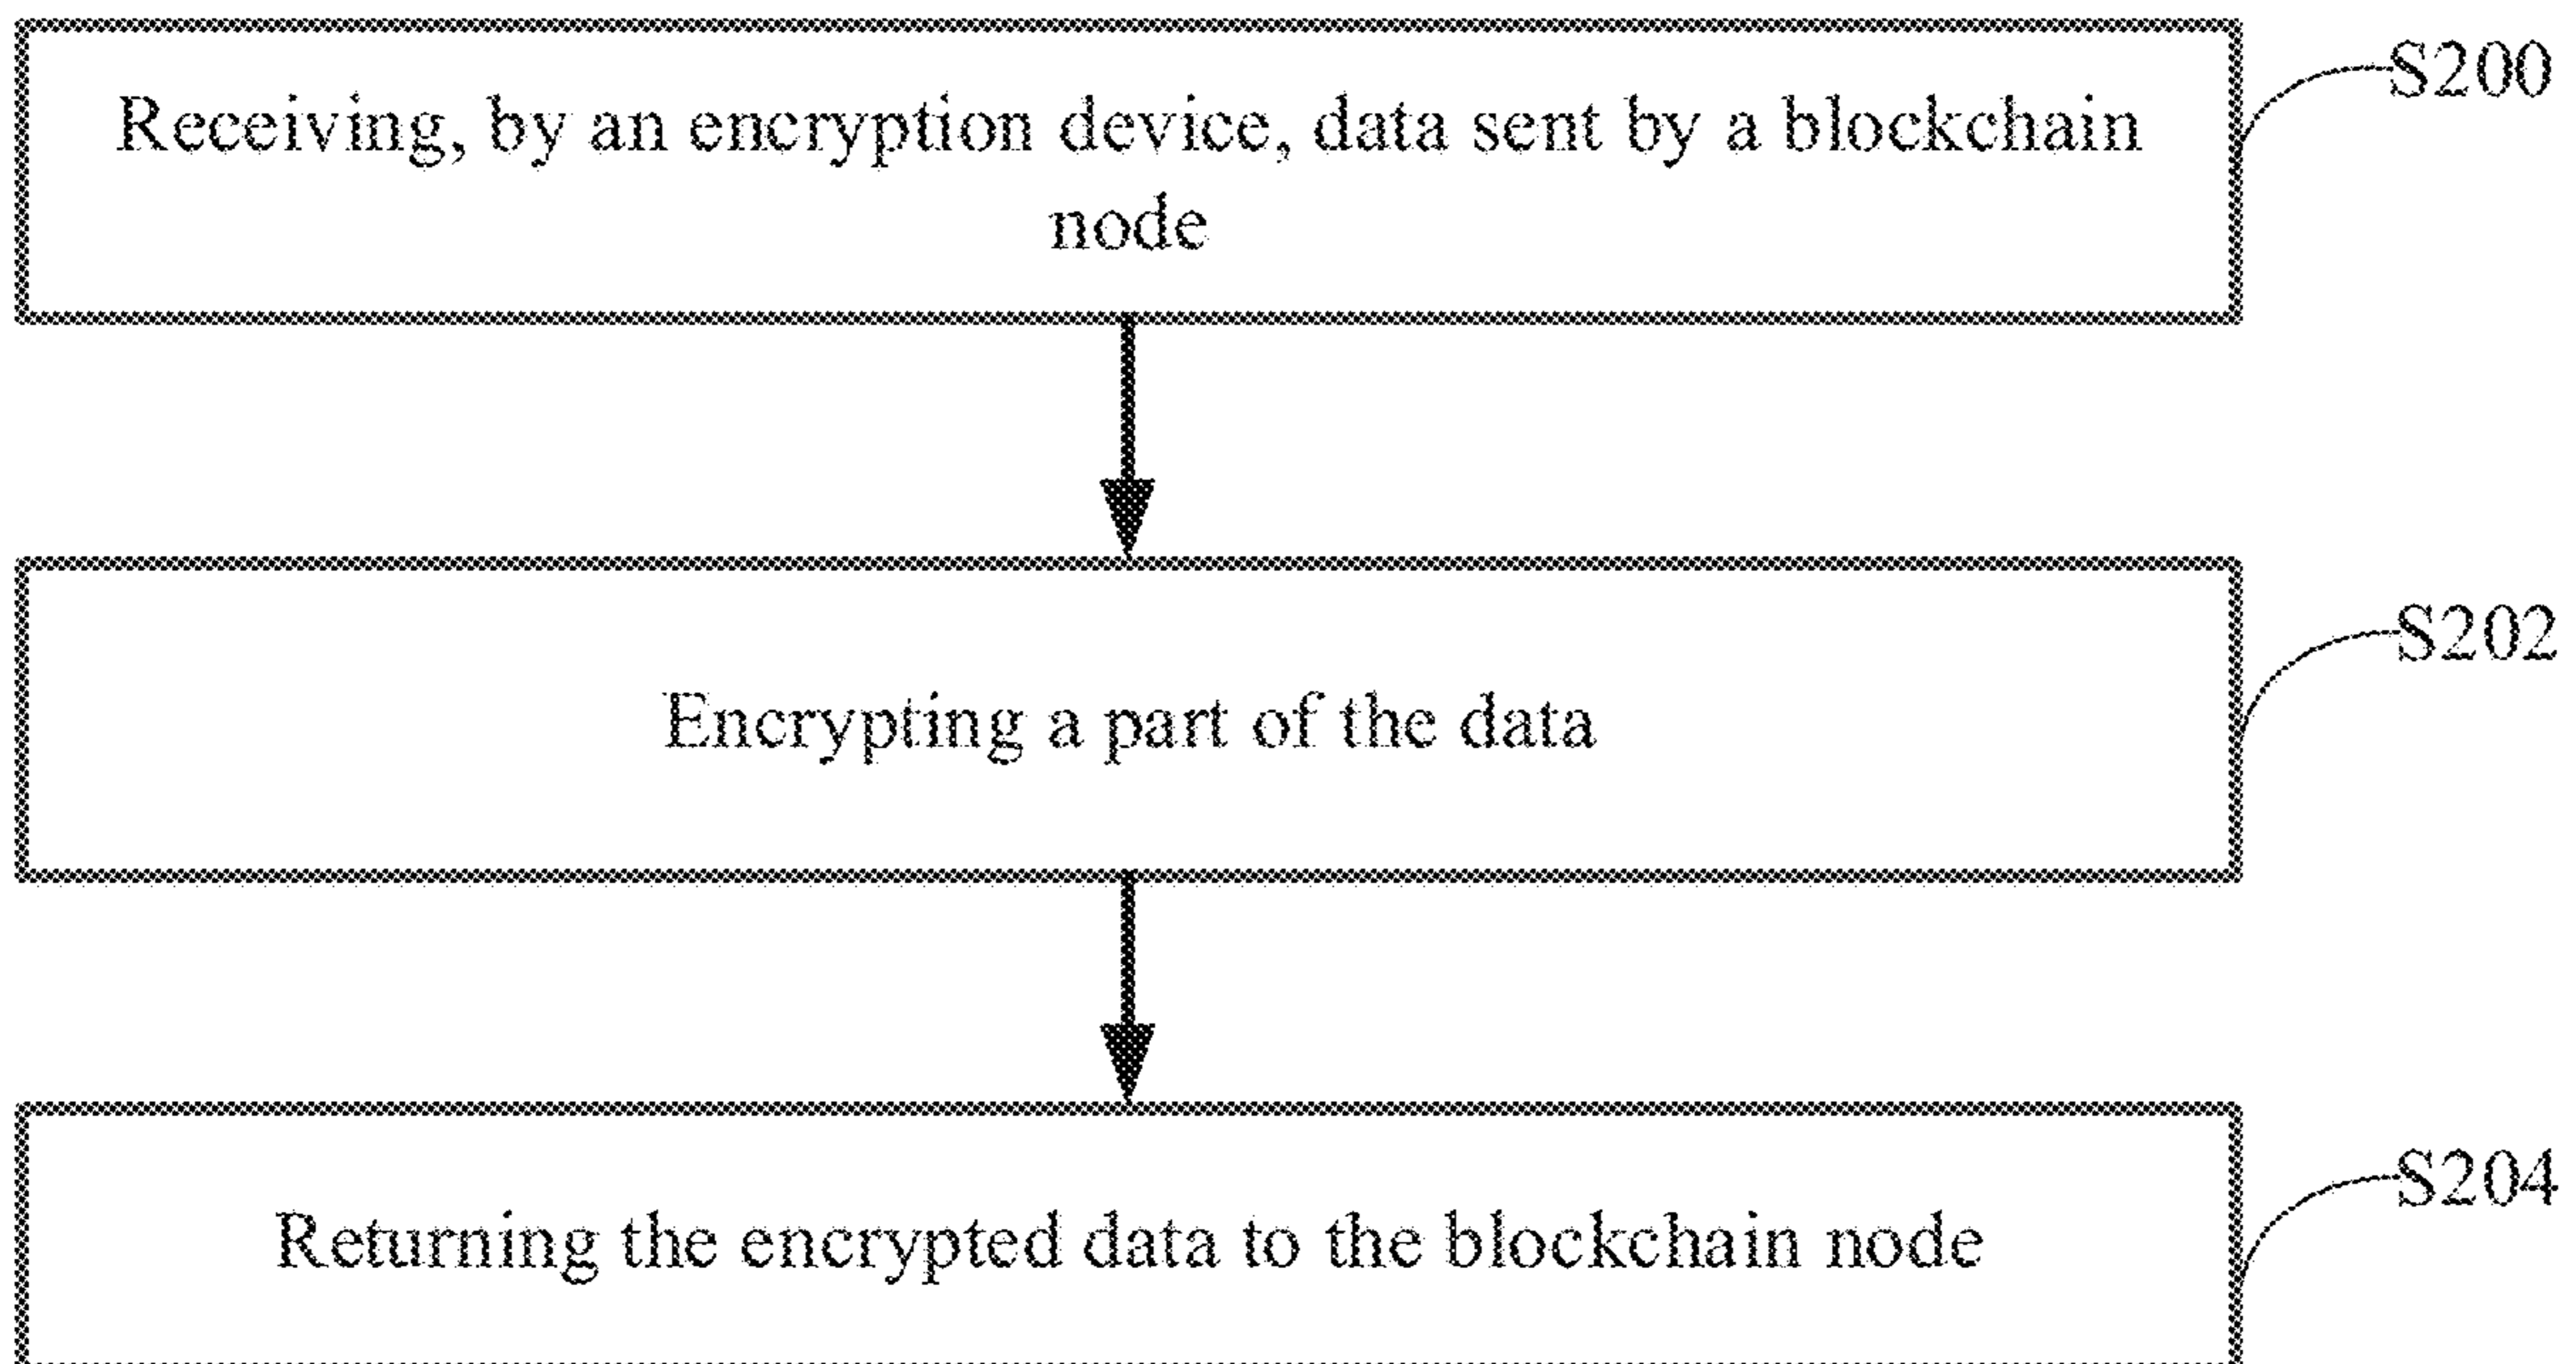 Receiving, by an encryption device, data sent by a blockchain
node
S200
Encrypting a part of the data
S202
Returning the encrypted data to the blockchain node
S204